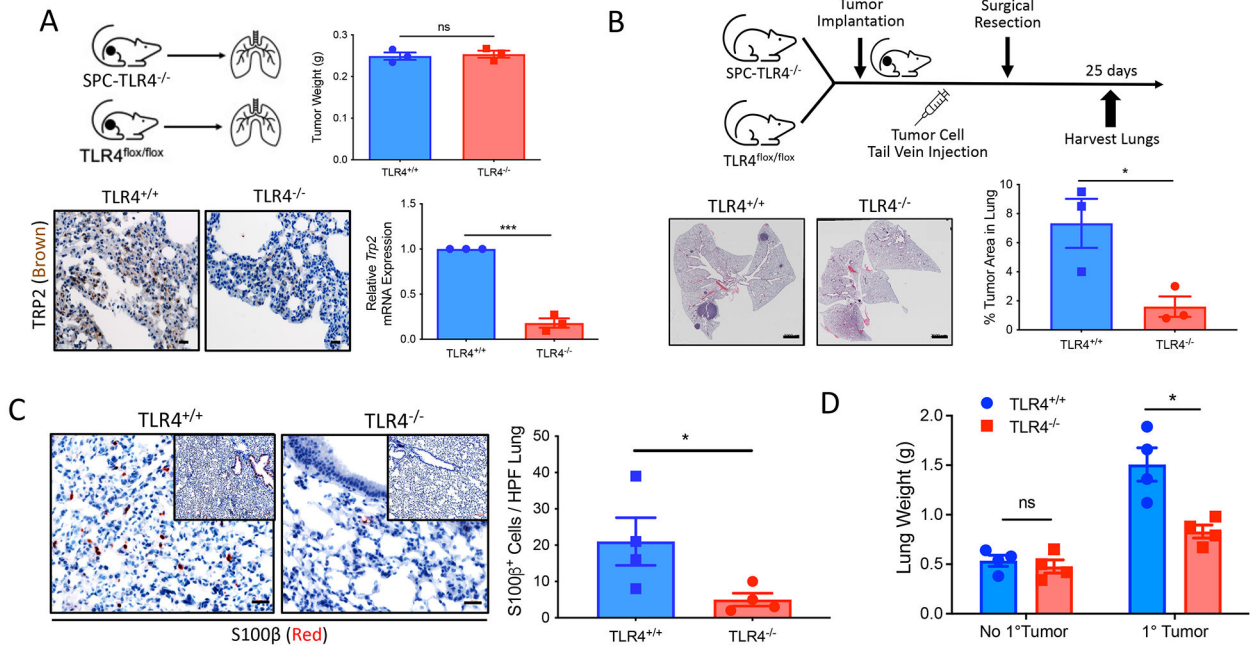 A
SPC-TLR4-/-
TLR4flox/flox
Tumor Weight (g)
0.3
0.2
0.1
0.0
ns
TLR4+/+
TLR4-/-
TLR4+/+
TLR4-/-
TRP2 (Brown)
Relative Trp2
mRNA Expression
1.5
1.0
0.5
0.0
***
TLR4+/+
TLR4-/-
B
SPC-TLR4-/-
TLR4flox/flox
Tumor
Implantation
Surgical
Resection
25 days
Tumor Cell
Tail Vein Injection
Harvest Lungs
TLR4+/+
TLR4-/-
% Tumor Area in Lung
10
8
6
4
2
0
*
TLR4+/+
TLR4-/-
C
TLR4+/+
TLR4-/-
S100β (Red)
S100β+ Cells / HPF Lung
50
40
30
20
10
0
*
TLR4+/+
TLR4-/-
D
TLR4+/+
TLR4-/-
Lung Weight (g)
2.0
1.5
1.0
0.5
0.0
ns
*
No 1°Tumor
1° Tumor